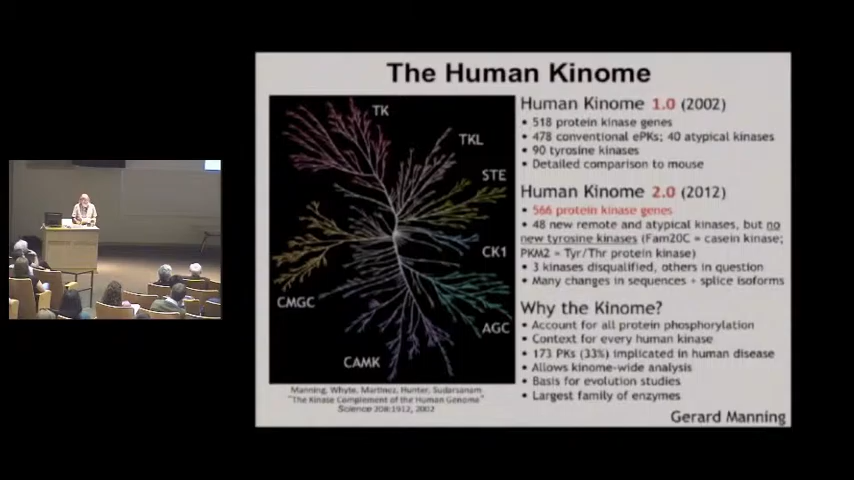 The Human Kinome
TK
TKL
STE
CK1
CMGC
AGC
CAMK
Manning, Whyte, Martinez, Hunter, Sudarsanam
"The Kinase Complement of the Human Genome"
Science 298:1912, 2002
Human Kinome 1.0 (2002)
• 518 protein kinase genes
• 478 conventional ePKs; 40 atypical kinases
• 90 tyrosine kinases
• Detailed comparison to mouse
Human Kinome 2.0 (2012)
• 566 protein kinase genes
• 48 new remote and atypical kinases, but no
new tyrosine kinases (Fam20C = casein kinase;
PKM2 = Tyr/Thr protein kinase)
• 3 kinases disqualified, others in question
• Many changes in sequences + splice isoforms
Why the Kinome?
• Account for all protein phosphorylation
• Context for every human kinase
• 173 PKs (33%) implicated in human disease
• Allows kinome-wide analysis
• Basis for evolution studies
• Largest family of enzymes
Gerard Manning